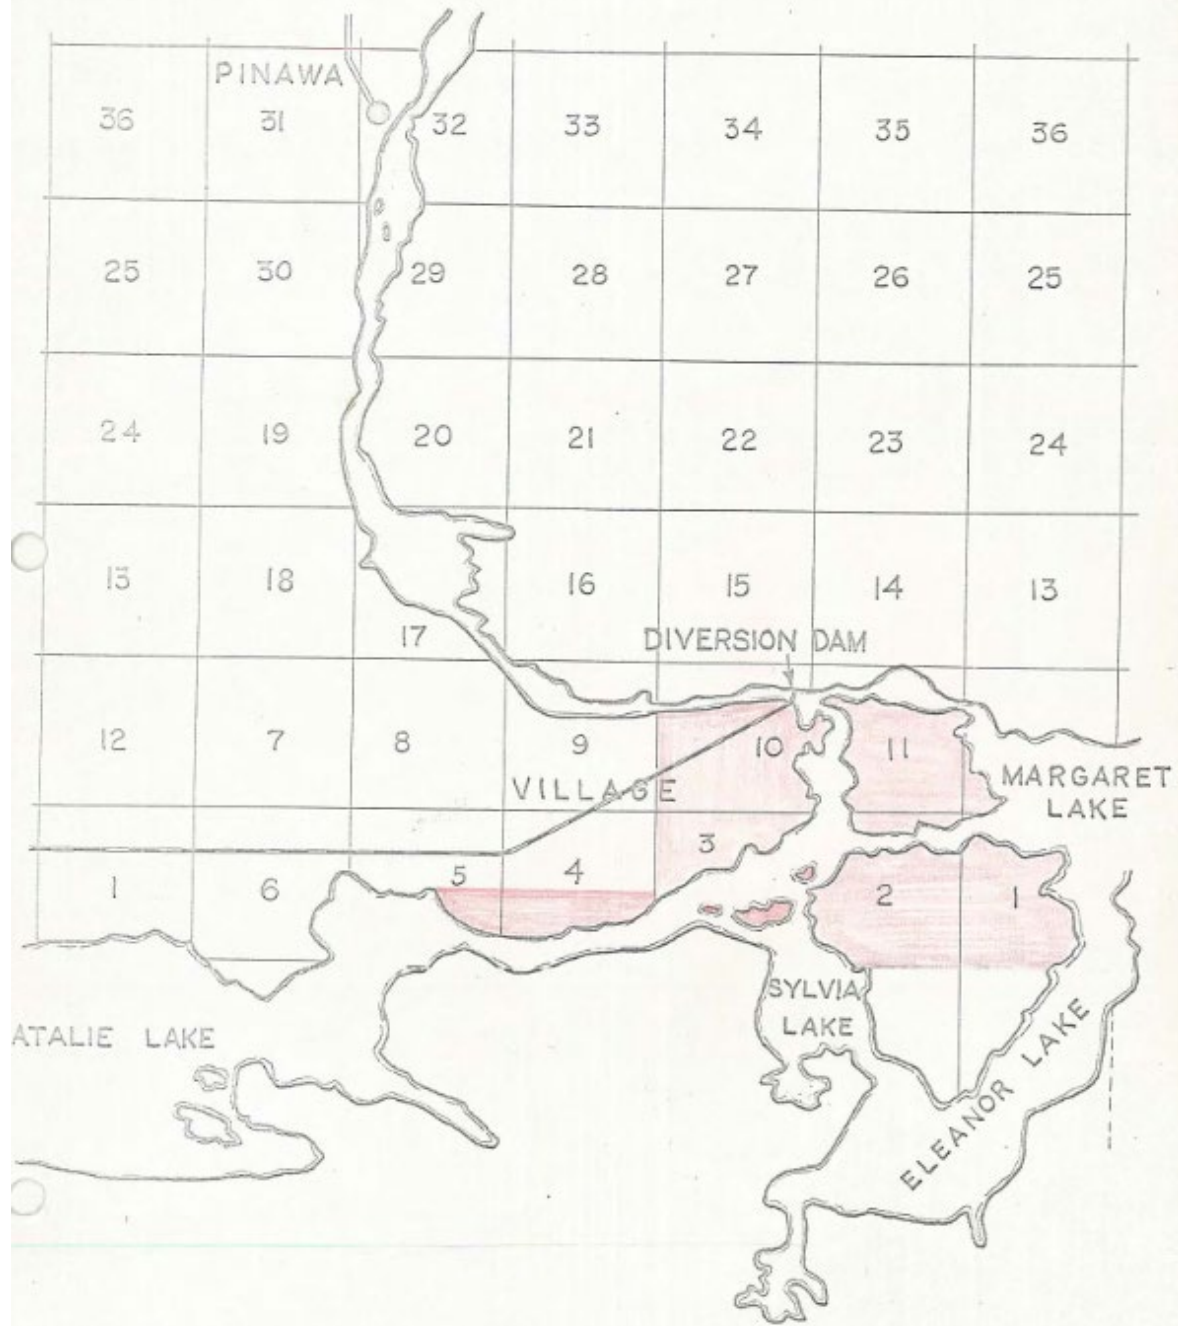 PINAWA
36 31 32 33 34 35 36
25 30 29 28 27 26 25
24 19 20 21 22 23 24
13 18 16 15 14 13
17
DIVERSION DAM
12 7 8 9 10 11
VILLAGE
MARGARET
LAKE
1 6 5 4 3 2 1
SYLVIA
LAKE
ATALIE LAKE
ELEANOR LAKE